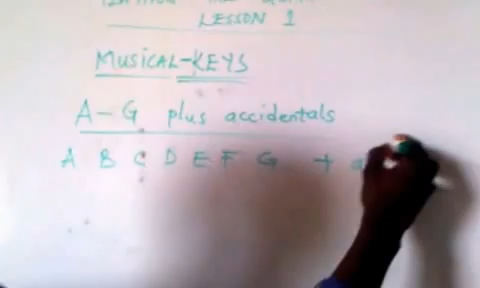 LESSON 1
MUSICAL-KEYS
A-G plus accidentals
A B C D E F G + a